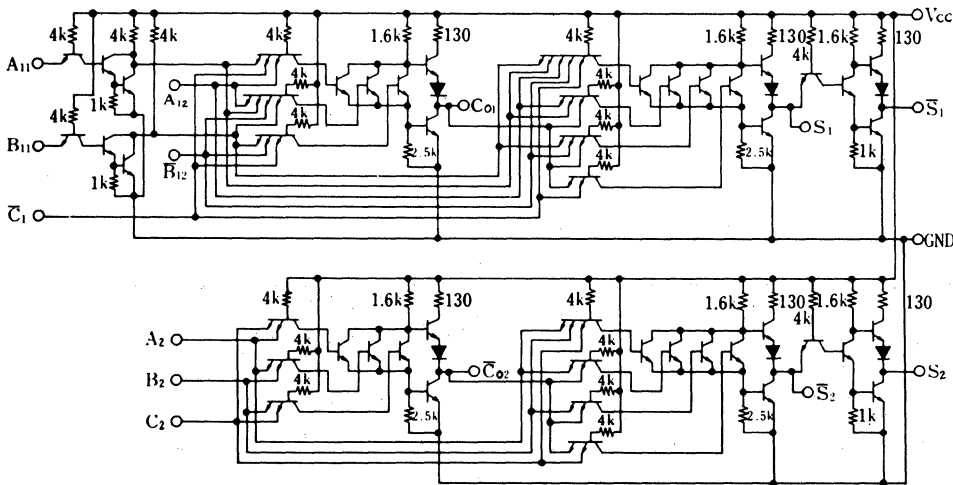 4k 4k 4k 4k 1.6k 130 4k 1.6k 130 1.6k 130 V_CC
4k
A₁₁
A₁₂ 4k 4k
1k C₀₁ S̄₁
4k 4k 4k S₁
B₁₁
B̄₁₂ 2.5k 2.5k 1k
1k 4k
C̄₁
GND
4k 1.6k 130 4k 1.6k 130 1.6k 130
4k
A₂
4k 4k
B₂ C̄₀₂ S₂
4k 4k S̄₂
C₂ 2.5k 2.5k 1k
4k